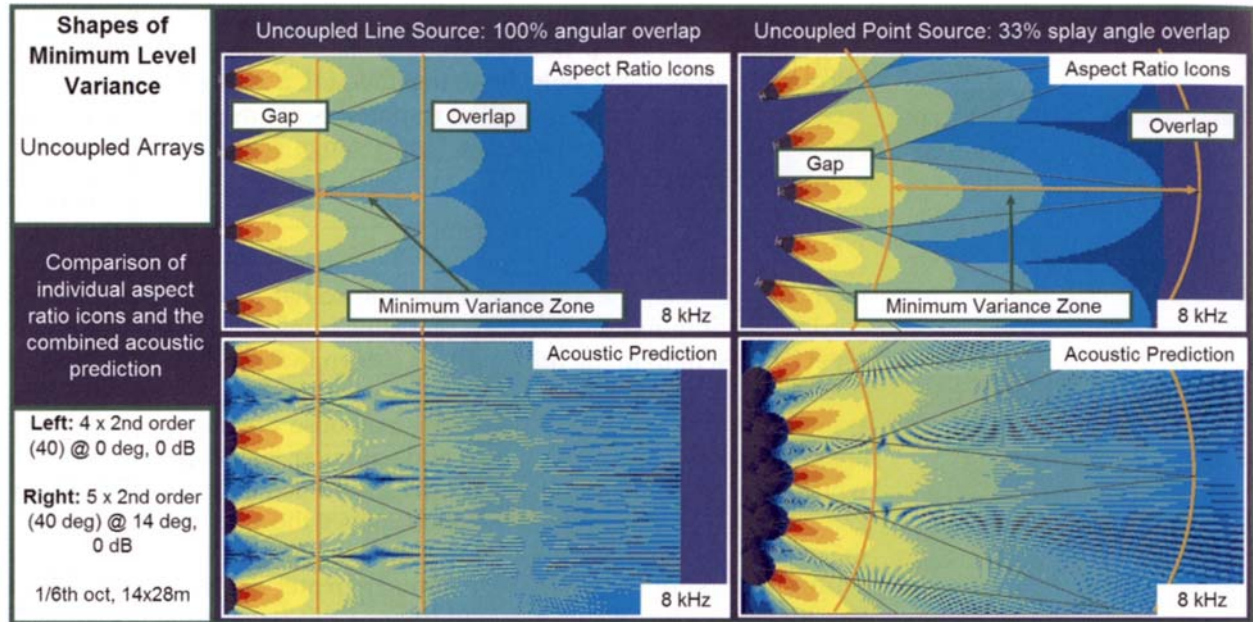 Shapes of
Minimum Level
Variance
Uncoupled Arrays
Comparison of
individual aspect
ratio icons and the
combined acoustic
prediction
Left: 4 x 2nd order
(40) @ 0 deg, 0 dB
Right: 5 x 2nd order
(40 deg) @ 14 deg,
0 dB
1/6th oct, 14x28m
Uncoupled Line Source: 100% angular overlap
Aspect Ratio Icons
Gap
Overlap
Minimum Variance Zone
8 kHz
Acoustic Prediction
8 kHz
Uncoupled Point Source: 33% splay angle overlap
Aspect Ratio Icons
Overlap
Gap
Minimum Variance Zone
8 kHz
Acoustic Prediction
8 kHz